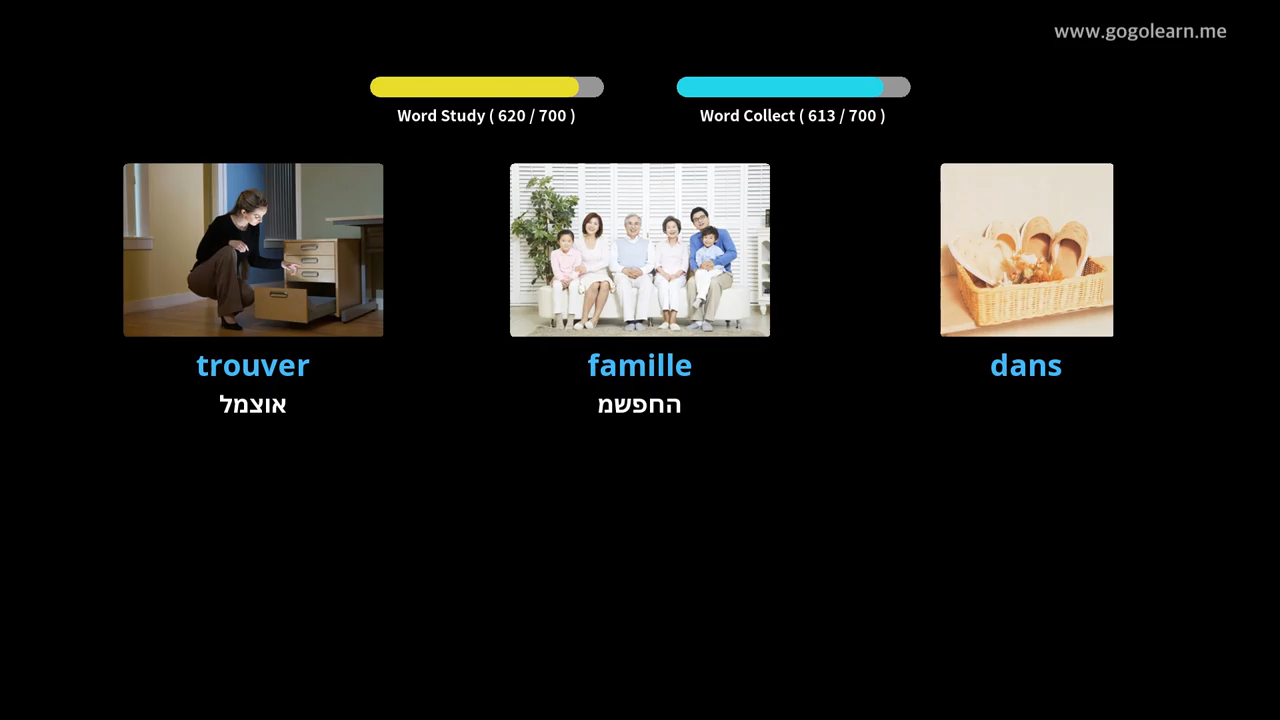 www.gogolearn.me
Word Study ( 620 / 700 )
Word Collect ( 613 / 700 )
trouver
famille
dans
אוצמל
החפשמ